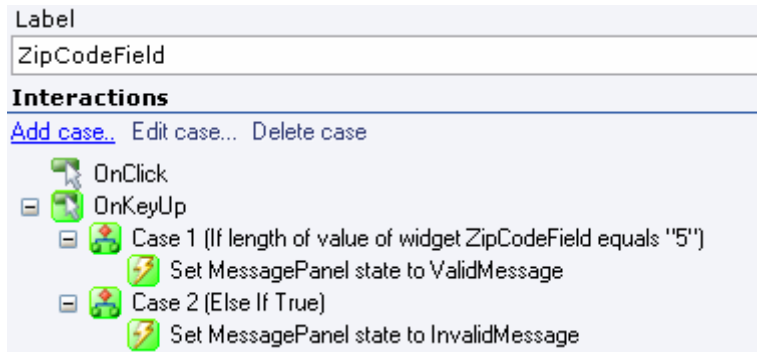 Label
ZipCodeField
Interactions
Add case.. Edit case... Delete case
OnClick
OnKeyUp
Case 1 (If length of value of widget ZipCodeField equals "5")
Set MessagePanel state to ValidMessage
Case 2 (Else If True)
Set MessagePanel state to InvalidMessage